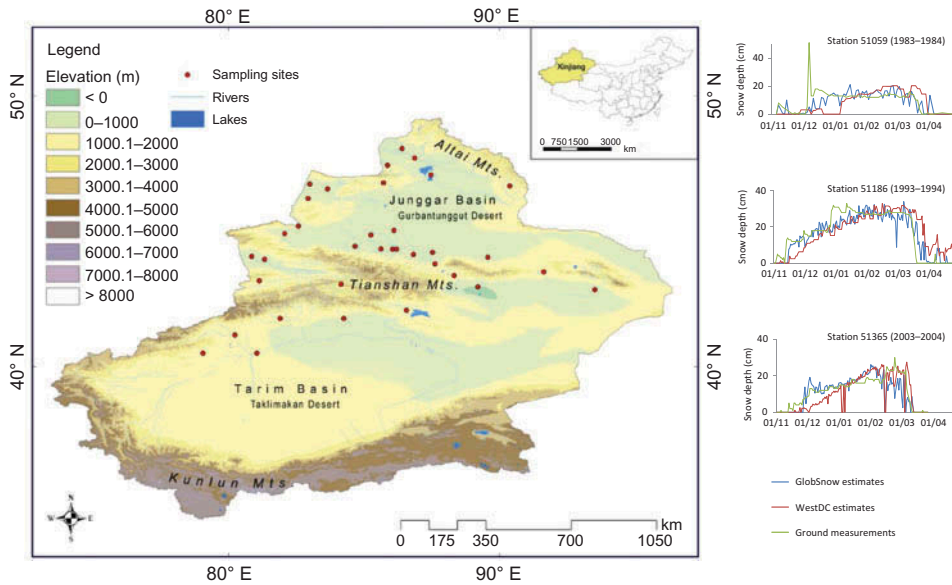 80° E
90° E
50° N
40° N
Legend
Elevation (m)
< 0
0–1000
1000.1–2000
2000.1–3000
3000.1–4000
4000.1–5000
5000.1–6000
6000.1–7000
7000.1–8000
> 8000
Sampling sites
Rivers
Lakes
Xinjiang
0 750 1500 3000
km
Altai Mts.
Junggar Basin
Gurbantunggut Desert
Tianshan Mts.
Tarim Basin
Taklimakan Desert
Kunlun Mts
N
W E
S
km
0 175 350 700 1050
80° E
90° E
50° N
40° N
Station 51059 (1983–1984)
Snow depth (cm)
40
20
0
01/11 01/12 01/01 01/02 01/03 01/04
Station 51186 (1993–1994)
Snow depth (cm)
40
20
0
01/11 01/12 01/01 01/02 01/03 01/04
Station 51365 (2003–2004)
Snow depth (cm)
40
20
0
01/11 01/12 01/01 01/02 01/03 01/04
GlobSnow estimates
WestDC estimates
Ground measurements